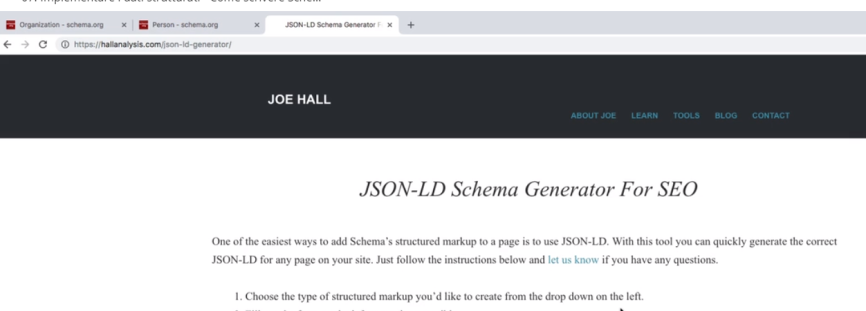 Organization - schema.org
Person - schema.org
JSON-LD Schema Generator F
https://hallanalysis.com/json-ld-generator/
JOE HALL
ABOUT JOE LEARN TOOLS BLOG CONTACT
JSON-LD Schema Generator For SEO
One of the easiest ways to add Schema's structured markup to a page is to use JSON-LD. With this tool you can quickly generate the correct
JSON-LD for any page on your site. Just follow the instructions below and let us know if you have any questions.
1. Choose the type of structured markup you'd like to create from the drop down on the left.